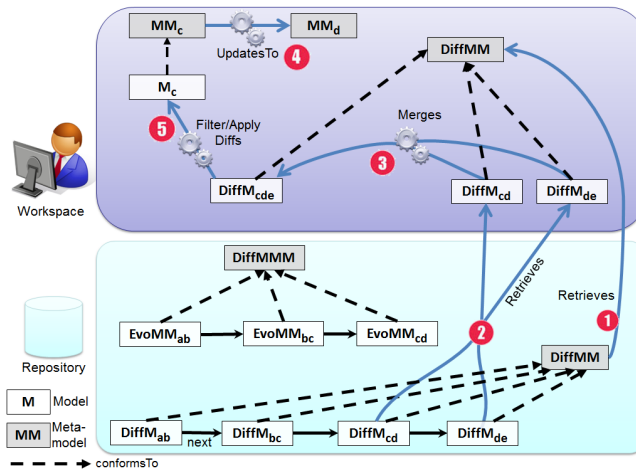 MMc
MMd
UpdatesTo
4
DiffMM
Mc
5
Filter/Apply
Diffs
Merges
3
DiffMcde
DiffMcd
DiffMde
Workspace
DiffMMM
EvoMMab
EvoMMbc
EvoMMcd
Retrieves
Retrieves
1
2
DiffMM
Repository
M
Model
MM
Meta-
model
DiffMab
next
DiffMbc
DiffMcd
DiffMde
conformsTo